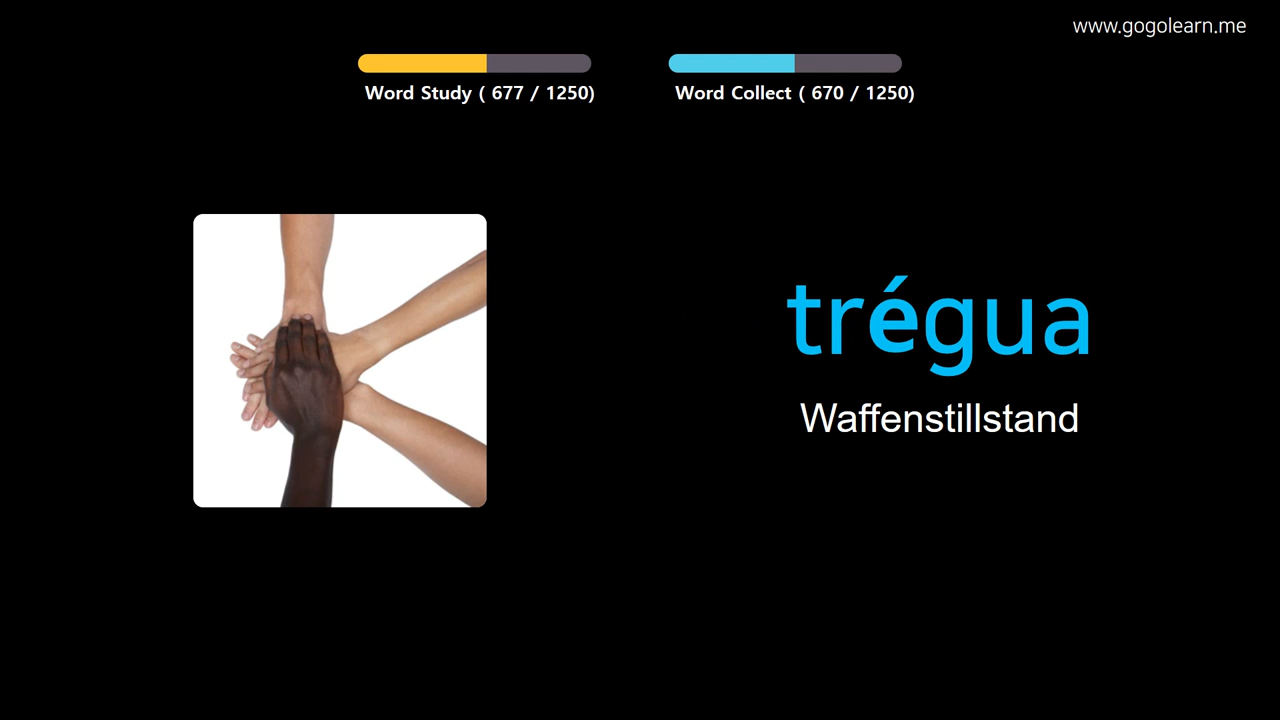 www.gogolearn.me
Word Study ( 677 / 1250)
Word Collect ( 670 / 1250)
trégua
Waffenstillstand